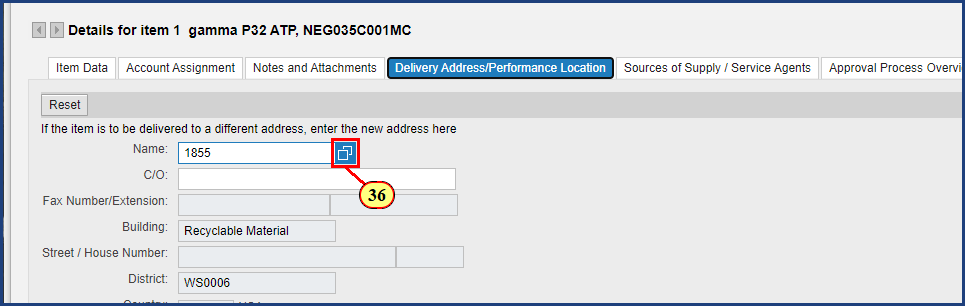 Details for item 1 gamma P32 ATP, NEG035C001MC
Item Data Account Assignment Notes and Attachments Delivery Address/Performance Location Sources of Supply / Service Agents Approval Process Overvi
Reset
If the item is to be delivered to a different address, enter the new address here
Name: 1855
C/O:
36
Fax Number/Extension:
Building: Recyclable Material
Street / House Number:
District: WS0006